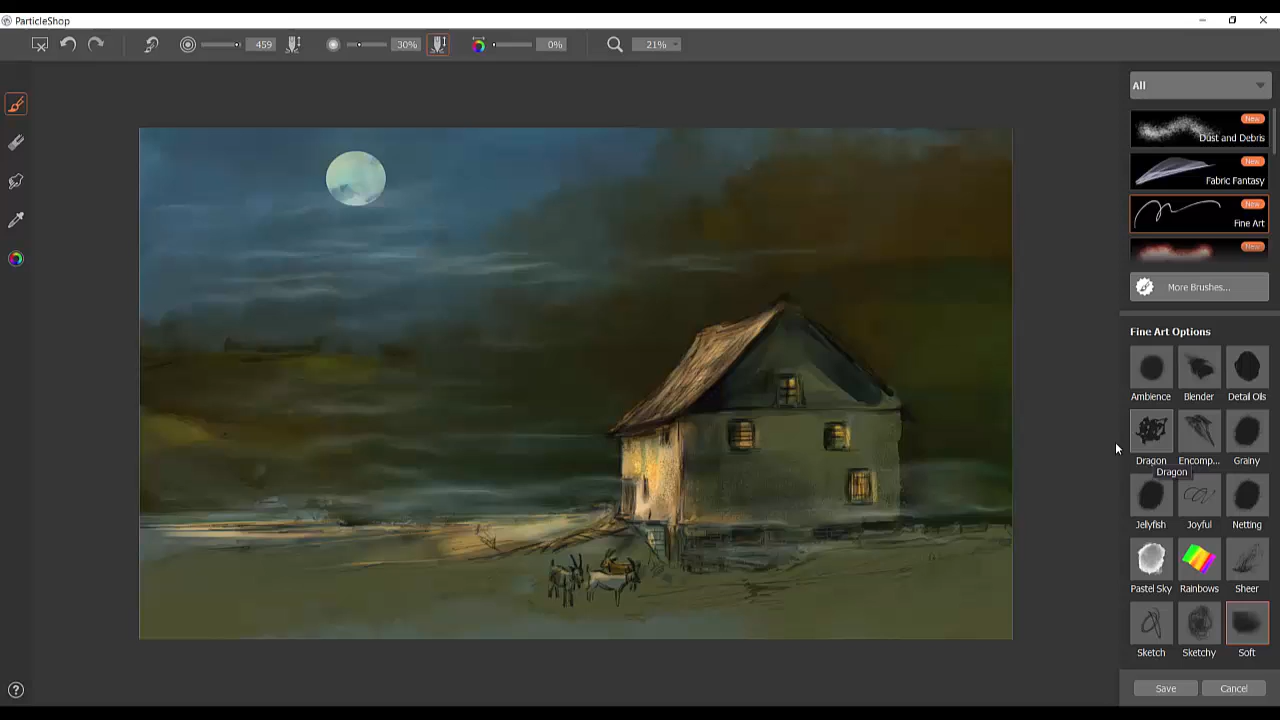 ParticleShop
459
30%
0%
21%
All
New
Dust and Debris
New
Fabric Fantasy
New
Fine Art
New
More Brushes...
Fine Art Options
Ambience Blender Detail Oils
Dragon Encomp... Grainy
Dragon
Jellyfish Joyful Netting
Pastel Sky Rainbows Sheer
Sketch Sketchy Soft
Save Cancel